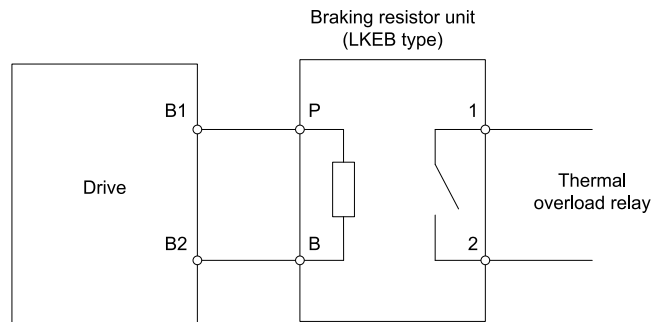 Braking resistor unit
(LKEB type)
B1
P
1
Drive
Thermal
overload relay
B2
B
2